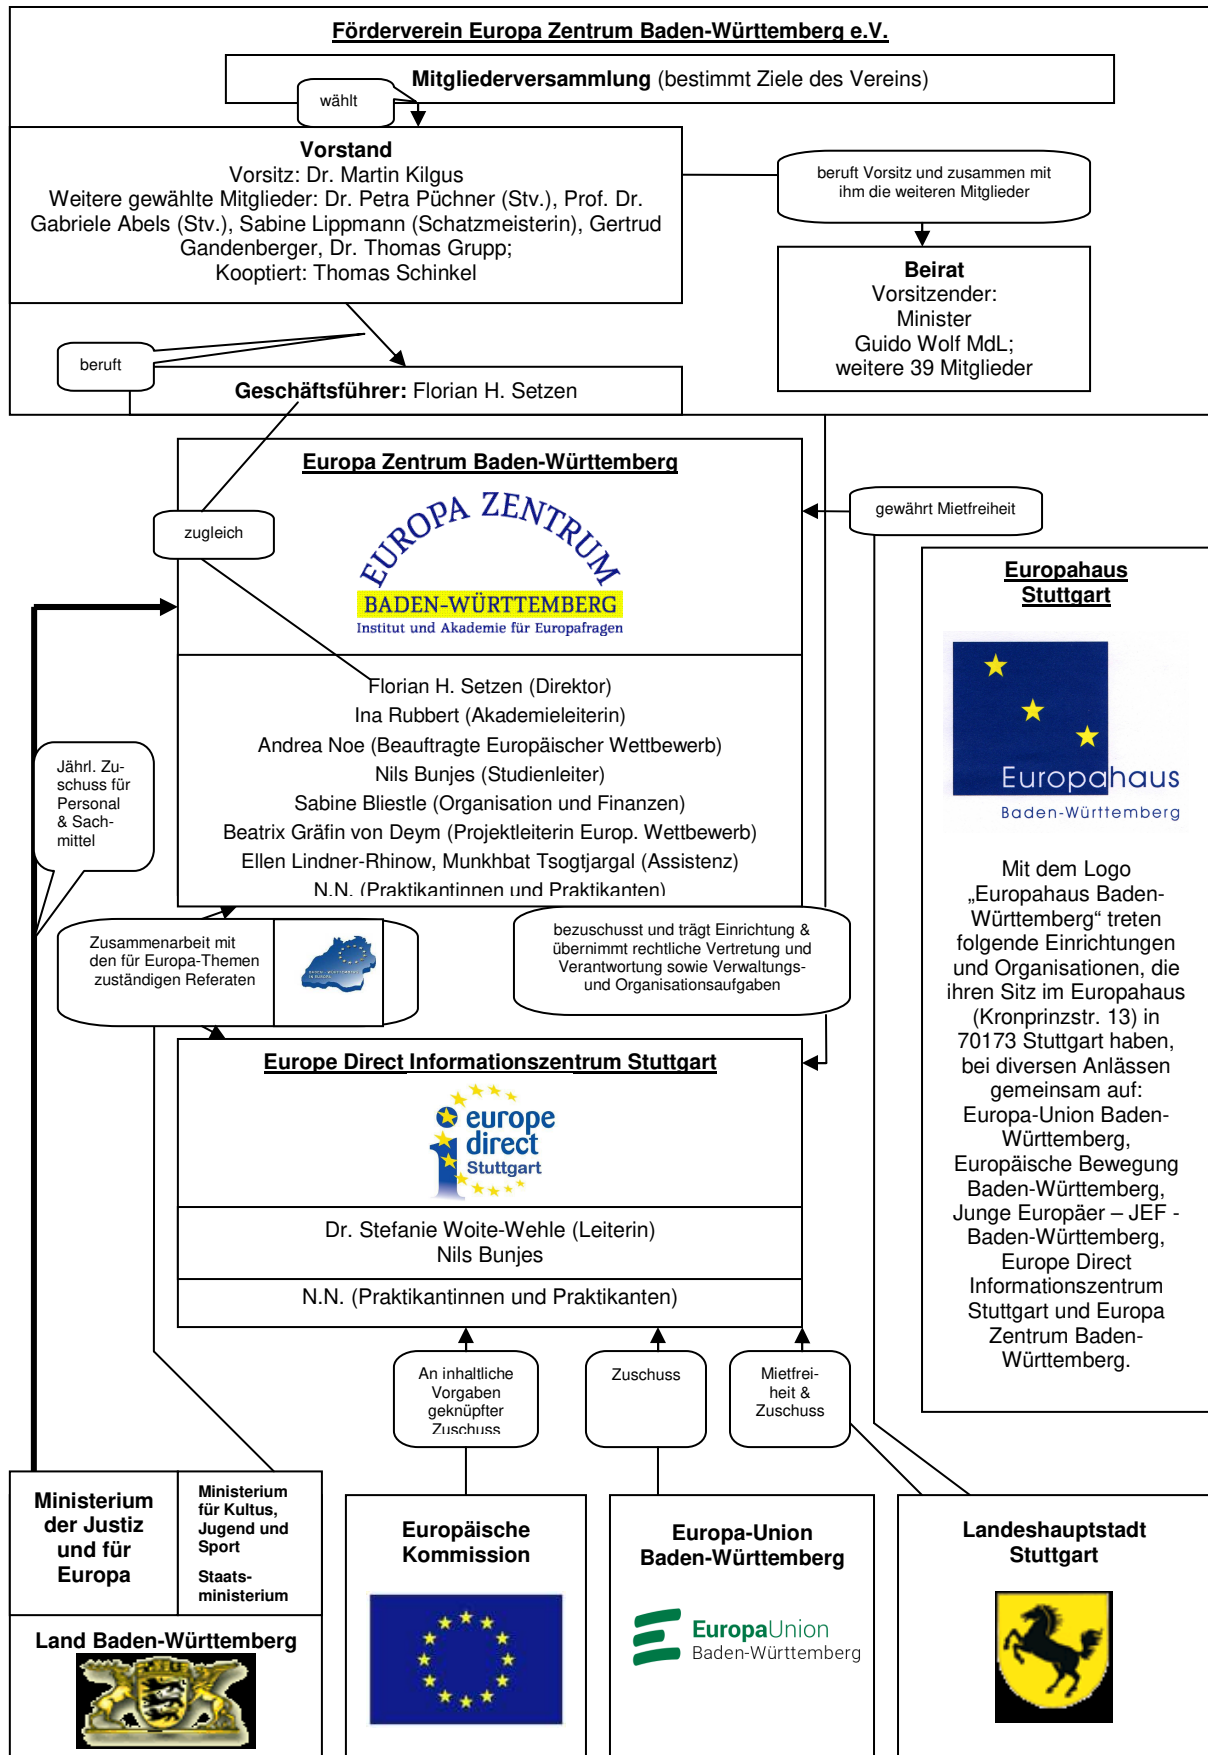 Förderverein Europa Zentrum Baden-Württemberg e.V.
Mitgliederversammlung (bestimmt Ziele des Vereins)
wählt
Vorstand
Vorsitz: Dr. Martin Kilgus
Weitere gewählte Mitglieder: Dr. Petra Püchner (Stv.), Prof. Dr.
Gabriele Abels (Stv.), Sabine Lippmann (Schatzmeisterin), Gertrud
Gandenberger, Dr. Thomas Grupp;
Kooptiert: Thomas Schinkel
beruft Vorsitz und zusammen mit
ihm die weiteren Mitglieder
Beirat
Vorsitzender:
Minister
Guido Wolf MdL;
weitere 39 Mitglieder
beruft
Geschäftsführer: Florian H. Setzen
Europa Zentrum Baden-Württemberg
EUROPA ZENTRUM
BADEN-WÜRTTEMBERG
Institut und Akademie für Europafragen
zugleich
gewährt Mietfreiheit
Florian H. Setzen (Direktor)
Ina Rubbert (Akademieleiterin)
Andrea Noe (Beauftragte Europäischer Wettbewerb)
Nils Bunjes (Studienleiter)
Sabine Bliestle (Organisation und Finanzen)
Beatrix Gräfin von Deym (Projektleiterin Europ. Wettbewerb)
Ellen Lindner-Rhinow, Munkhbat Tsogtjargal (Assistenz)
N.N. (Praktikantinnen und Praktikanten)
Jährl. Zu-
schuss für
Personal
& Sach-
mittel
Europahaus
Stuttgart
Europahaus
Baden-Württemberg
Mit dem Logo
„Europahaus Baden-
Württemberg“ treten
folgende Einrichtungen
und Organisationen, die
ihren Sitz im Europahaus
(Kronprinzstr. 13) in
70173 Stuttgart haben,
bei diversen Anlässen
gemeinsam auf:
Europa-Union Baden-
Württemberg,
Europäische Bewegung
Baden-Württemberg,
Junge Europäer – JEF -
Baden-Württemberg,
Europe Direct
Informationszentrum
Stuttgart und Europa
Zentrum Baden-
Württemberg.
Zusammenarbeit mit
den für Europa-Themen
zuständigen Referaten
BADEN-WÜRTTEMBERG
IN EUROPA
bezuschusst und trägt Einrichtung &
übernimmt rechtliche Vertretung und
Verantwortung sowie Verwaltungs-
und Organisationsaufgaben
Europe Direct Informationszentrum Stuttgart
europe
direct
Stuttgart
Dr. Stefanie Woite-Wehle (Leiterin)
Nils Bunjes
N.N. (Praktikantinnen und Praktikanten)
An inhaltliche
Vorgaben
geknüpfter
Zuschuss
Zuschuss
Mietfrei-
heit &
Zuschuss
Ministerium
der Justiz
und für
Europa
Ministerium
für Kultus,
Jugend und
Sport
Staats-
ministerium
Land Baden-Württemberg
Europäische
Kommission
Europa-Union
Baden-Württemberg
EuropaUnion
Baden-Württemberg
Landeshauptstadt
Stuttgart